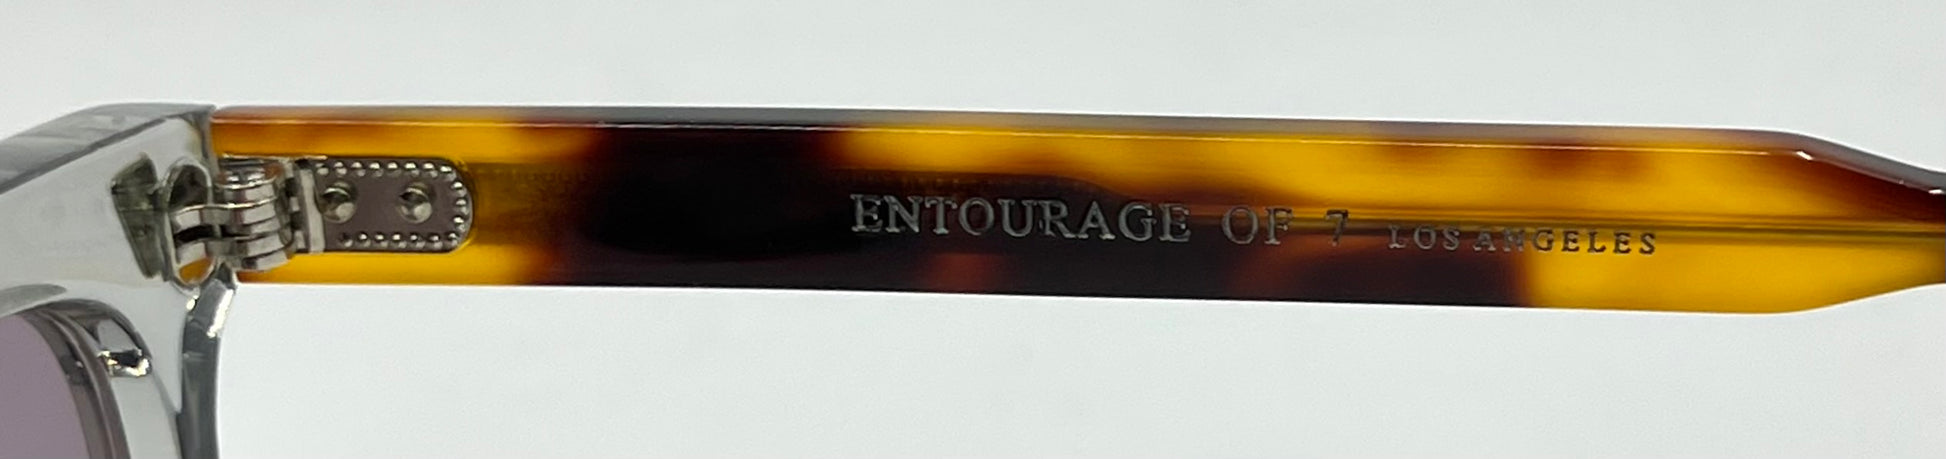 ENTOURAGE OF 7 LOS ANGELES